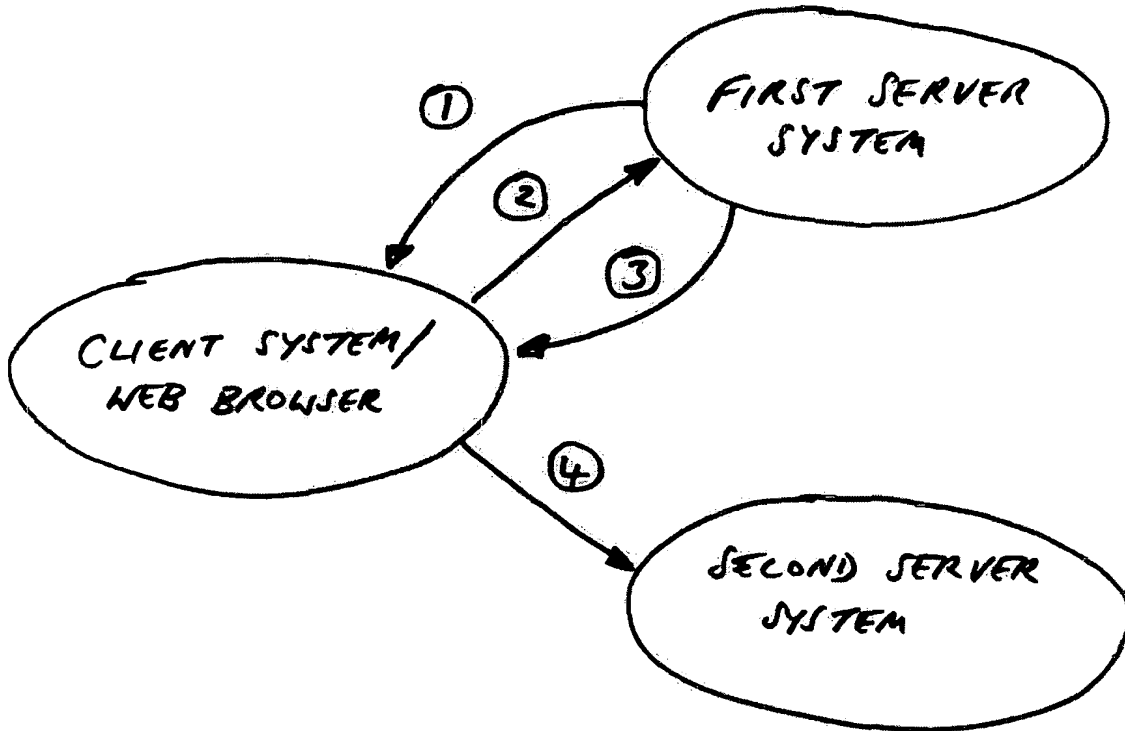 FIRST SERVER
SYSTEM
1
2
3
CLIENT SYSTEM/
WEB BROWSER
4
SECOND SERVER
SYSTEM